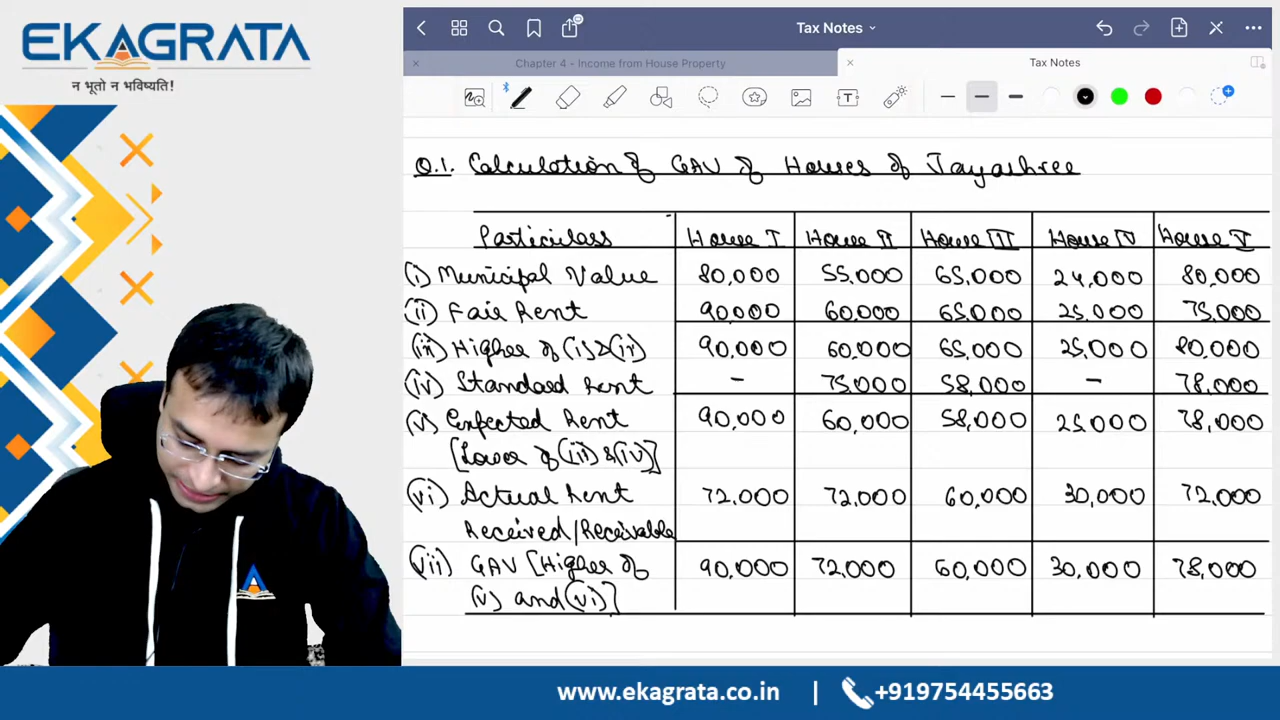 EKAGRATA
न भूतो न भविष्यति!
Tax Notes
Chapter 4 - Income from House Property
Tax Notes
Q.1. Calculation of GAV of Houses of Jayashree
Particulars House I House II House III House IV House V
(i) Municipal Value 80,000 55,000 65,000 24,000 80,000
(ii) Fair Rent 90,000 60,000 65,000 25,000 75,000
(iii) Higher of (i) & (ii) 90,000 60,000 65,000 25,000 80,000
(iv) Standard Rent - 75,000 58,000 - 78,000
(v) Expected Rent 90,000 60,000 58,000 25,000 78,000
[Lower of (iii) & (iv)]
(vi) Actual Rent 72,000 72,000 60,000 30,000 72,000
Received/Receivable
(vii) GAV [Higher of 90,000 72,000 60,000 30,000 78,000
(v) and (vi)]
www.ekagrata.co.in | +919754455663